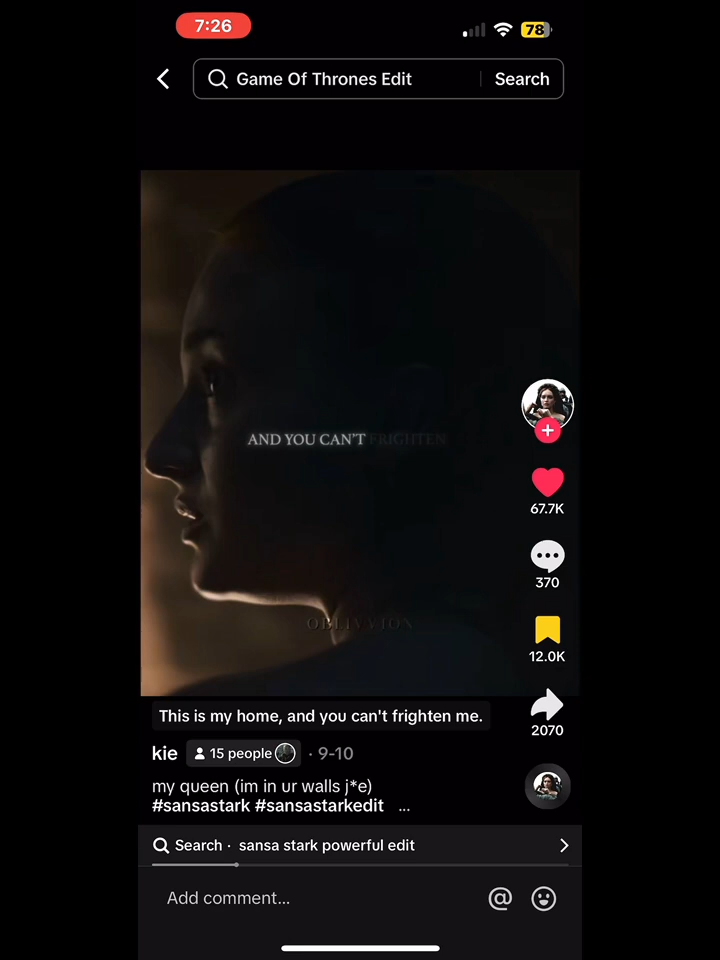 7:26
78
Game Of Thrones Edit
Search
AND YOU CAN'T FRIGHTEN
OBLIVVION
67.7K
370
12.0K
2070
This is my home, and you can't frighten me.
kie 15 people · 9-10
my queen (im in ur walls j*e)
#sansastark #sansastarkedit ...
Search · sansa stark powerful edit
Add comment...
@